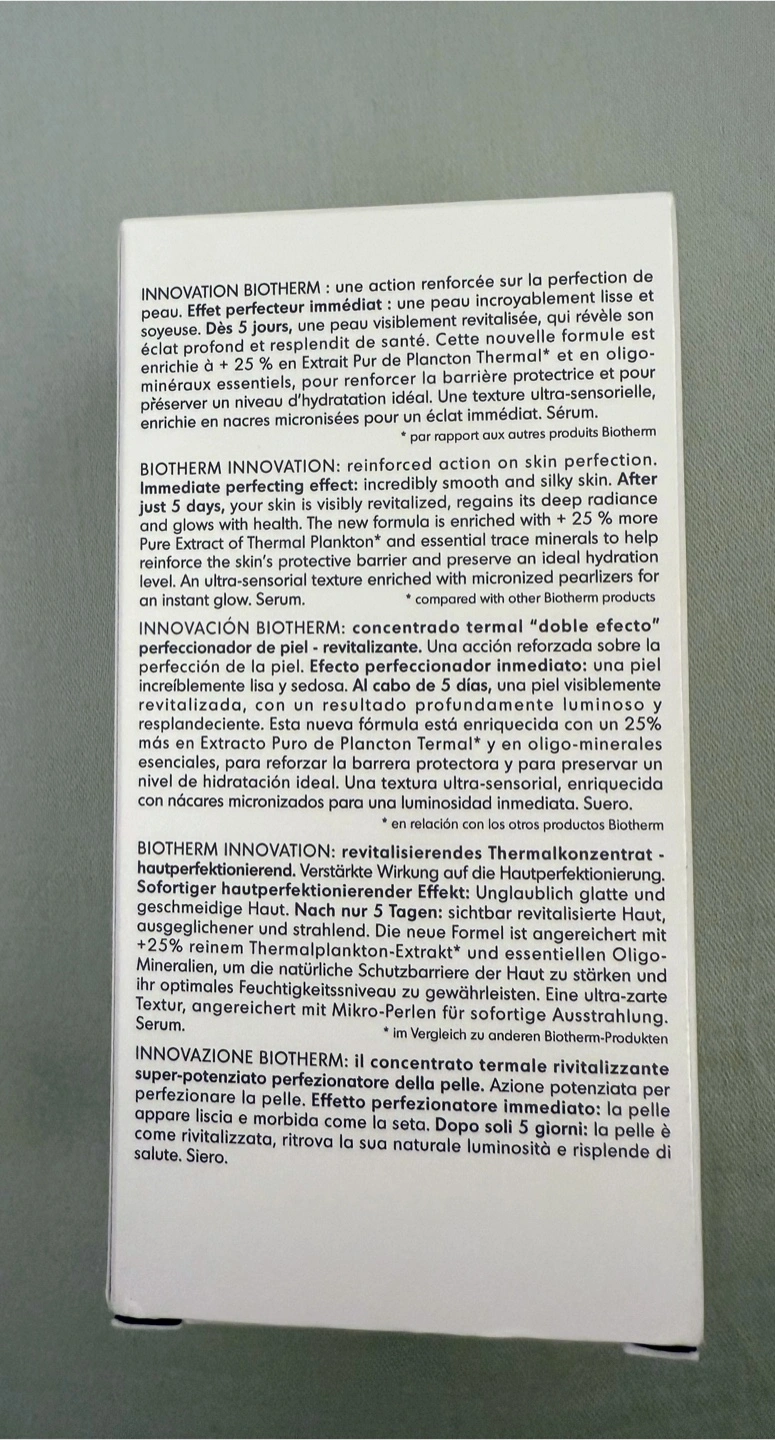 INNOVATION BIOTHERM : une action renforcée sur la perfection de
peau. Effet perfecteur immédiat : une peau incroyablement lisse et
soyeuse. Dès 5 jours, une peau visiblement revitalisée, qui révèle son
éclat profond et resplendit de santé. Cette nouvelle formule est
enrichie à + 25 % en Extrait Pur de Plancton Thermal* et en oligo-
minéraux essentiels, pour renforcer la barrière protectrice et pour
préserver un niveau d'hydratation idéal. Une texture ultra-sensorielle,
enrichie en nacres micronisées pour un éclat immédiat. Sérum.
* par rapport aux autres produits Biotherm
BIOTHERM INNOVATION: reinforced action on skin perfection.
Immediate perfecting effect: incredibly smooth and silky skin. After
just 5 days, your skin is visibly revitalized, regains its deep radiance
and glows with health. The new formula is enriched with + 25 % more
Pure Extract of Thermal Plankton* and essential trace minerals to help
reinforce the skin's protective barrier and preserve an ideal hydration
level. An ultra-sensorial texture enriched with micronized pearlizers for
an instant glow. Serum. * compared with other Biotherm products
INNOVACIÓN BIOTHERM: concentrado termal "doble efecto"
perfeccionador de piel - revitalizante. Una acción reforzada sobre la
perfección de la piel. Efecto perfeccionador inmediato: una piel
increíblemente lisa y sedosa. Al cabo de 5 días, una piel visiblemente
revitalizada, con un resultado profundamente luminoso y
resplandeciente. Esta nueva fórmula está enriquecida con un 25%
más en Extracto Puro de Plancton Termal* y en oligo-minerales
esenciales, para reforzar la barrera protectora y para preservar un
nivel de hidratación ideal. Una textura ultra-sensorial, enriquecida
con nácares micronizados para una luminosidad inmediata. Suero.
* en relación con los otros productos Biotherm
BIOTHERM INNOVATION: revitalisierendes Thermalkonzentrat -
hautperfektionierend. Verstärkte Wirkung auf die Hautperfektionierung.
Sofortiger hautperfektionierender Effekt: Unglaublich glatte und
geschmeidige Haut. Nach nur 5 Tagen: sichtbar revitalisierte Haut,
ausgeglichener und strahlend. Die neue Formel ist angereichert mit
+25% reinem Thermalplankton-Extrakt* und essentiellen Oligo-
Mineralien, um die natürliche Schutzbarriere der Haut zu stärken und
ihr optimales Feuchtigkeitssniveau zu gewährleisten. Eine ultra-zarte
Textur, angereichert mit Mikro-Perlen für sofortige Ausstrahlung.
Serum. * im Vergleich zu anderen Biotherm-Produkten
INNOVAZIONE BIOTHERM: il concentrato termale rivitalizzante
super-potenziato perfezionatore della pelle. Azione potenziata per
perfezionare la pelle. Effetto perfezionatore immediato: la pelle
appare liscia e morbida come la seta. Dopo soli 5 giorni: la pelle è
come rivitalizzata, ritrova la sua naturale luminosità e risplende di
salute. Siero.